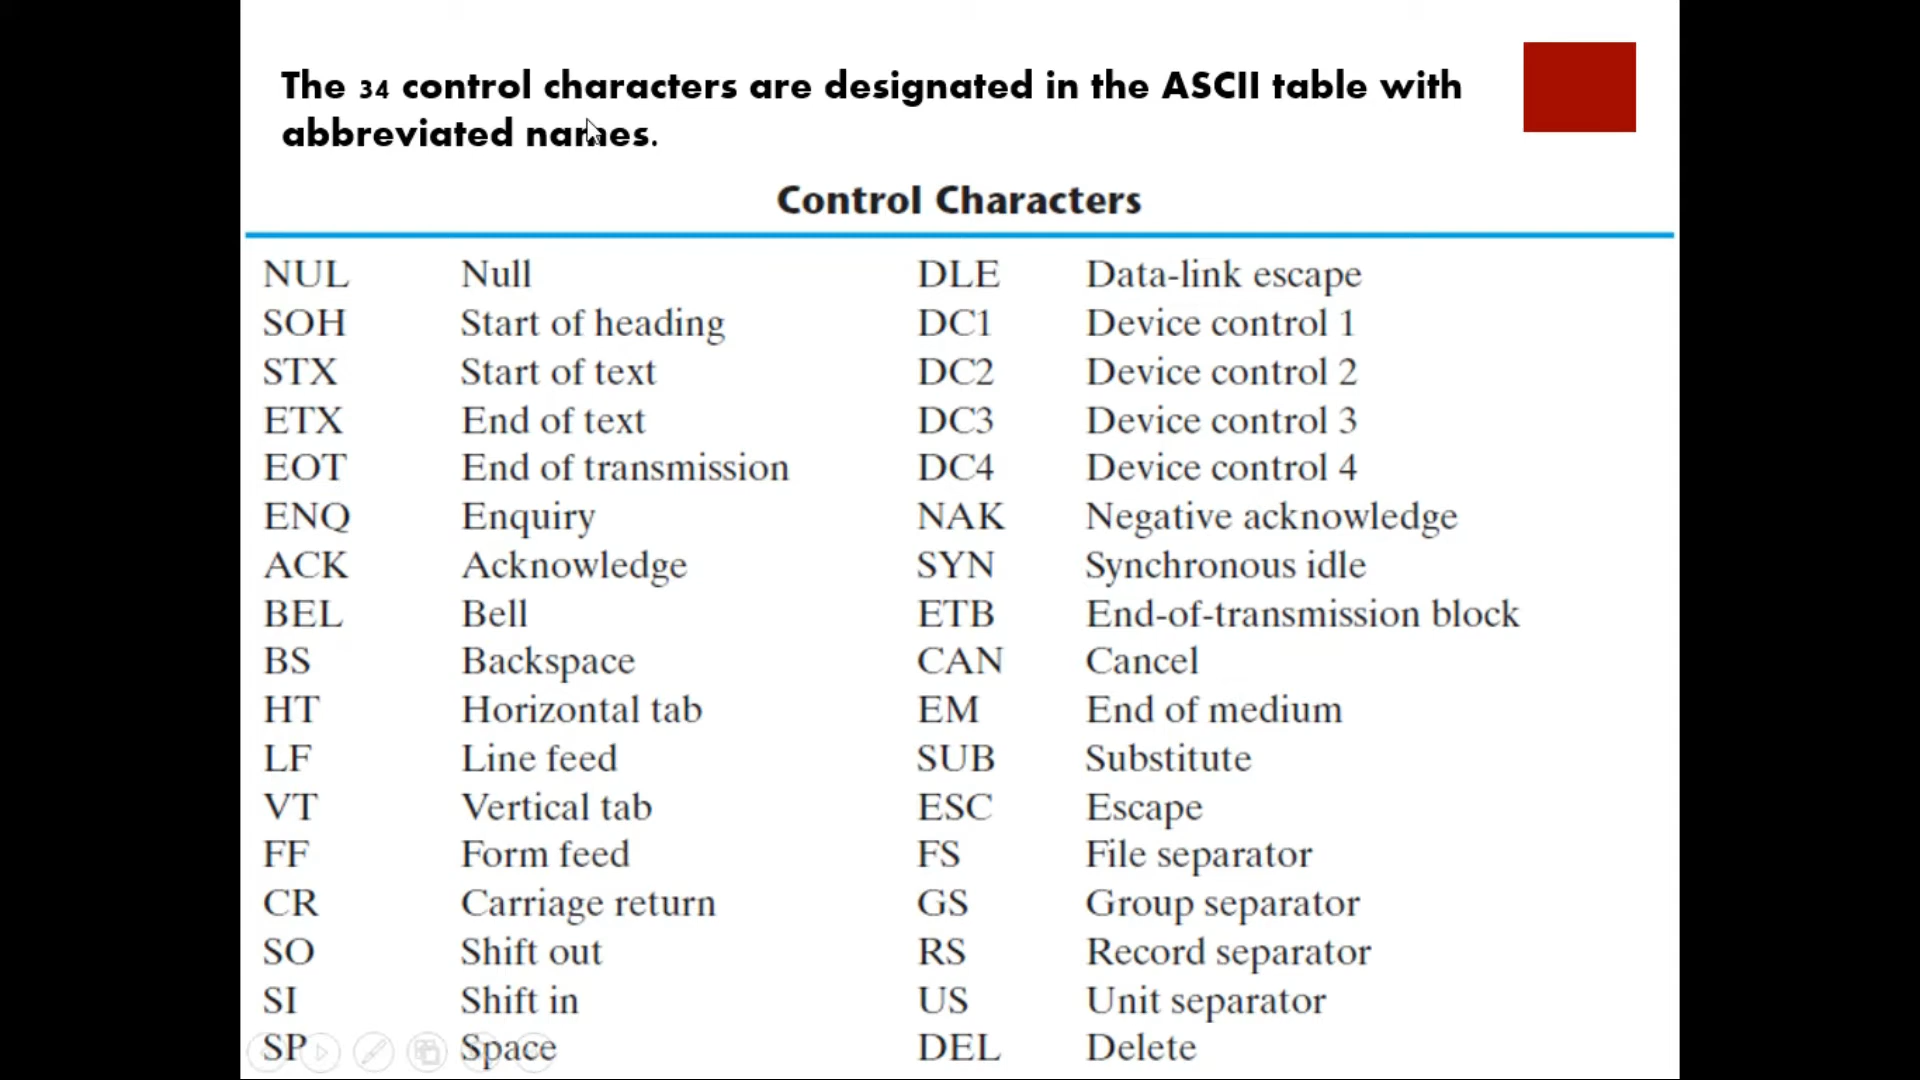 The 34 control characters are designated in the ASCII table with
abbreviated names.
Control Characters
NUL Null DLE Data-link escape
SOH Start of heading DC1 Device control 1
STX Start of text DC2 Device control 2
ETX End of text DC3 Device control 3
EOT End of transmission DC4 Device control 4
ENQ Enquiry NAK Negative acknowledge
ACK Acknowledge SYN Synchronous idle
BEL Bell ETB End-of-transmission block
BS Backspace CAN Cancel
HT Horizontal tab EM End of medium
LF Line feed SUB Substitute
VT Vertical tab ESC Escape
FF Form feed FS File separator
CR Carriage return GS Group separator
SO Shift out RS Record separator
SI Shift in US Unit separator
SP Space DEL Delete